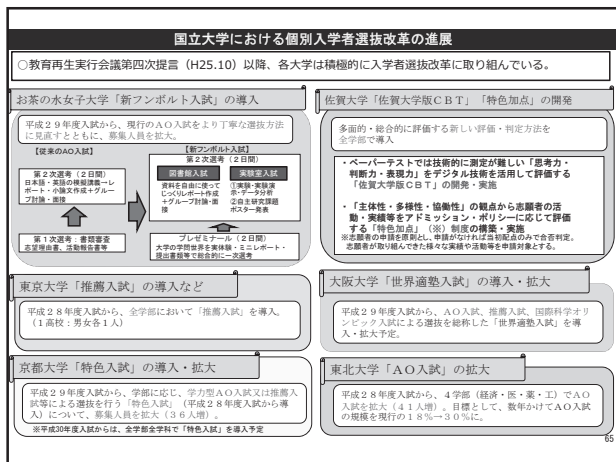 国立大学における個別入学者選抜改革の進展
○教育再生実行会議第四次提言（H25.10）以降、各大学は積極的に入学者選抜改革に取り組んでいる。
お茶の水女子大学「新フンボルト入試」の導入
平成２９年度入試から、現行のＡＯ入試をより丁寧な選抜方法
に見直すとともに、募集人員を拡大。
【従来のＡＯ入試】
第２次選考（２日間）
日本語・英語の模擬講義→レ
ポート・小論文作成＋グルー
プ討論・面接
第１次選考：書類審査
志望理由書、活動報告書等
【新フンボルト入試】
第２次選考（２日間）
図書館入試
資料を自由に使って
じっくりレポート作成
＋グループ討論・面
接
実験室入試
①実験・実験演
示・データ分析
②自主研究課題
ポスター発表
プレゼミナール（２日間）
大学の学問世界を実体験・ミニレポート・
提出書類等で総合的に一次選考
佐賀大学「佐賀大学版ＣＢＴ」「特色加点」の開発
多面的・総合的に評価する新しい評価・判定方法を
全学部で導入
・ペーパーテストでは技術的に測定が難しい「思考力・
判断力・表現力」をデジタル技術を活用して評価する
「佐賀大学版ＣＢＴ」の開発・実施
・「主体性・多様性・協働性」の観点から志願者の活
動・実績等をアドミッション・ポリシーに応じて評価
する「特色加点」（※）制度の構築・実施
※志願者の申請を原則とし、申請がなければ当初配点のみで合否判定。
志願者が取り組んできた様々な実績や活動等を申請対象とする。
東京大学「推薦入試」の導入など
平成２８年度入試から、全学部において「推薦入試」を導入。
（１高校：男女各１人）
大阪大学「世界適塾入試」の導入・拡大
平成２９年度入試から、ＡＯ入試、推薦入試、国際科学オリ
ンピック入試による選抜を総称した「世界適塾入試」を導
入・拡大予定。
京都大学「特色入試」の導入・拡大
平成２９年度入試から、学部に応じ、学力型ＡＯ入試又は推薦入
試等による選抜を行う「特色入試」（平成２８年度入試から導
入）について、募集人員を拡大（３６人増）。
※平成30年度入試からは、全学部全学科で「特色入試」を導入予定
東北大学「ＡＯ入試」の拡大
平成２８年度入試から、４学部（経済・医・薬・工）でＡＯ
入試を拡大（４１人増）。目標として、数年かけてＡＯ入試
の規模を現行の１８％→３０％に。
65